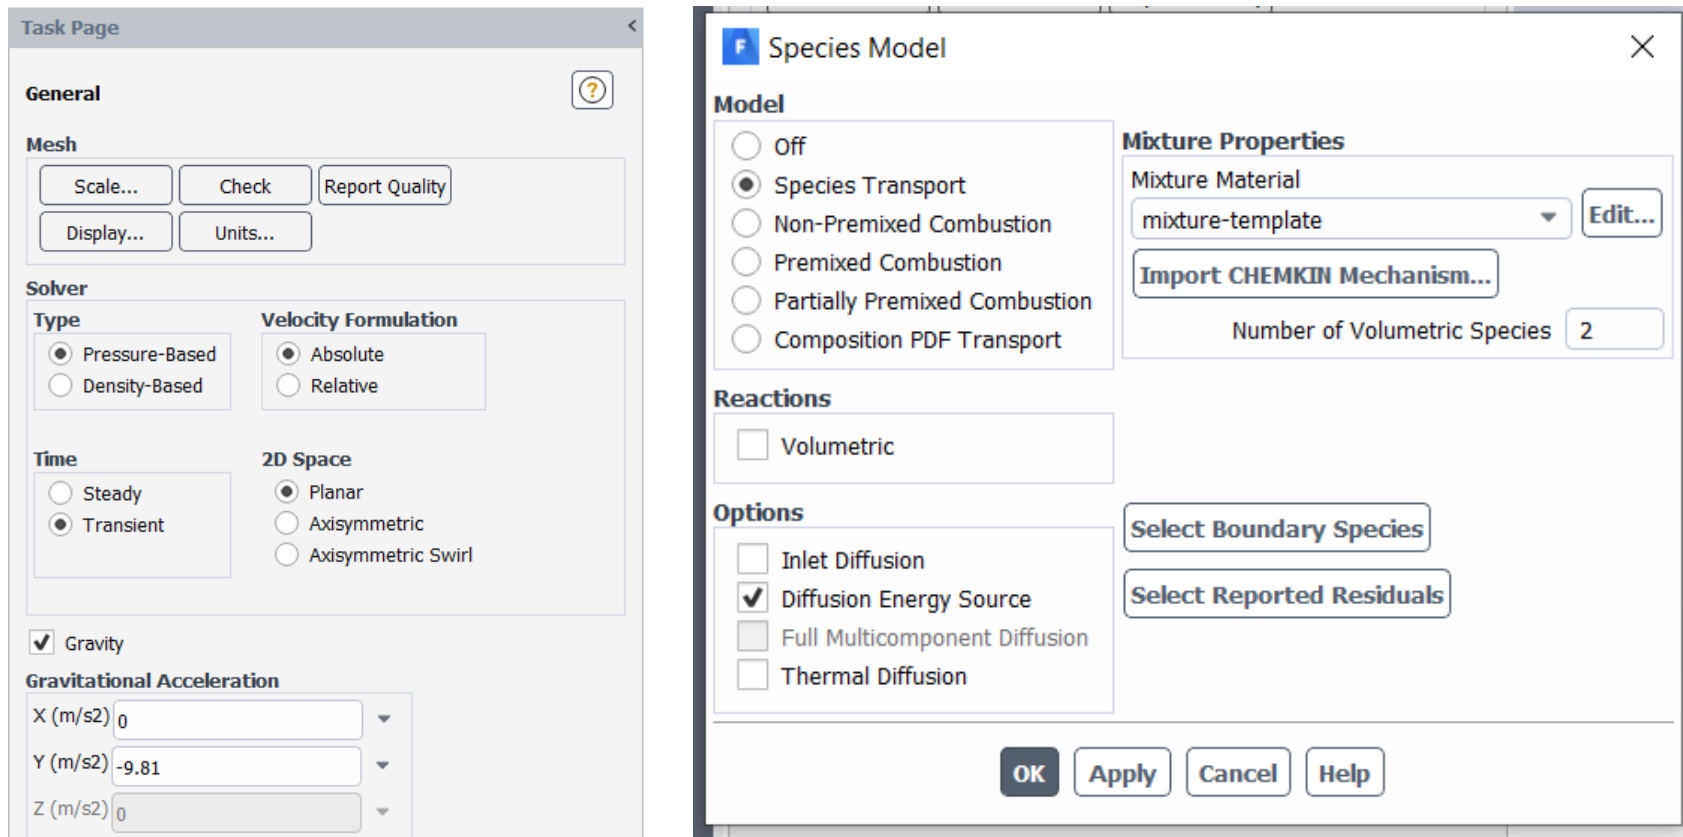 Task Page
General
Mesh
Scale...
Check
Report Quality
Display...
Units...
Solver
Type
Velocity Formulation
Pressure-Based
Absolute
Density-Based
Relative
Time
2D Space
Steady
Planar
Transient
Axisymmetric
Axisymmetric Swirl
Gravity
Gravitational Acceleration
X (m/s2) 0
Y (m/s2) -9.81
Z (m/s2) 0
F Species Model
Model
Off
Species Transport
Non-Premixed Combustion
Premixed Combustion
Partially Premixed Combustion
Composition PDF Transport
Mixture Properties
Mixture Material
mixture-template
Edit...
Import CHEMKIN Mechanism...
Number of Volumetric Species 2
Reactions
Volumetric
Options
Inlet Diffusion
Diffusion Energy Source
Full Multicomponent Diffusion
Thermal Diffusion
Select Boundary Species
Select Reported Residuals
OK
Apply
Cancel
Help